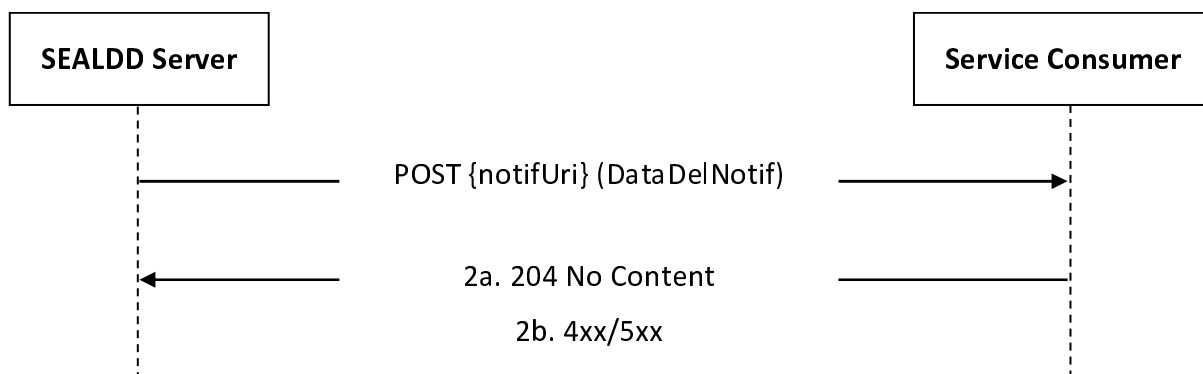 SEALDD Server
Service Consumer
POST {notifUri} (DataDelNotif)
2a. 204 No Content
2b. 4xx/5xx